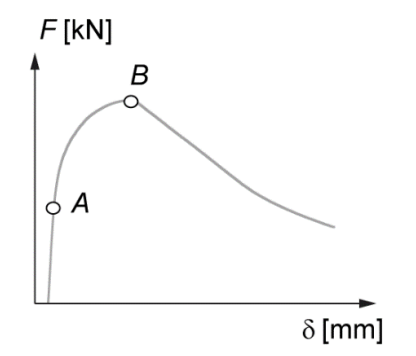 F [kN]
B
A
δ [mm]